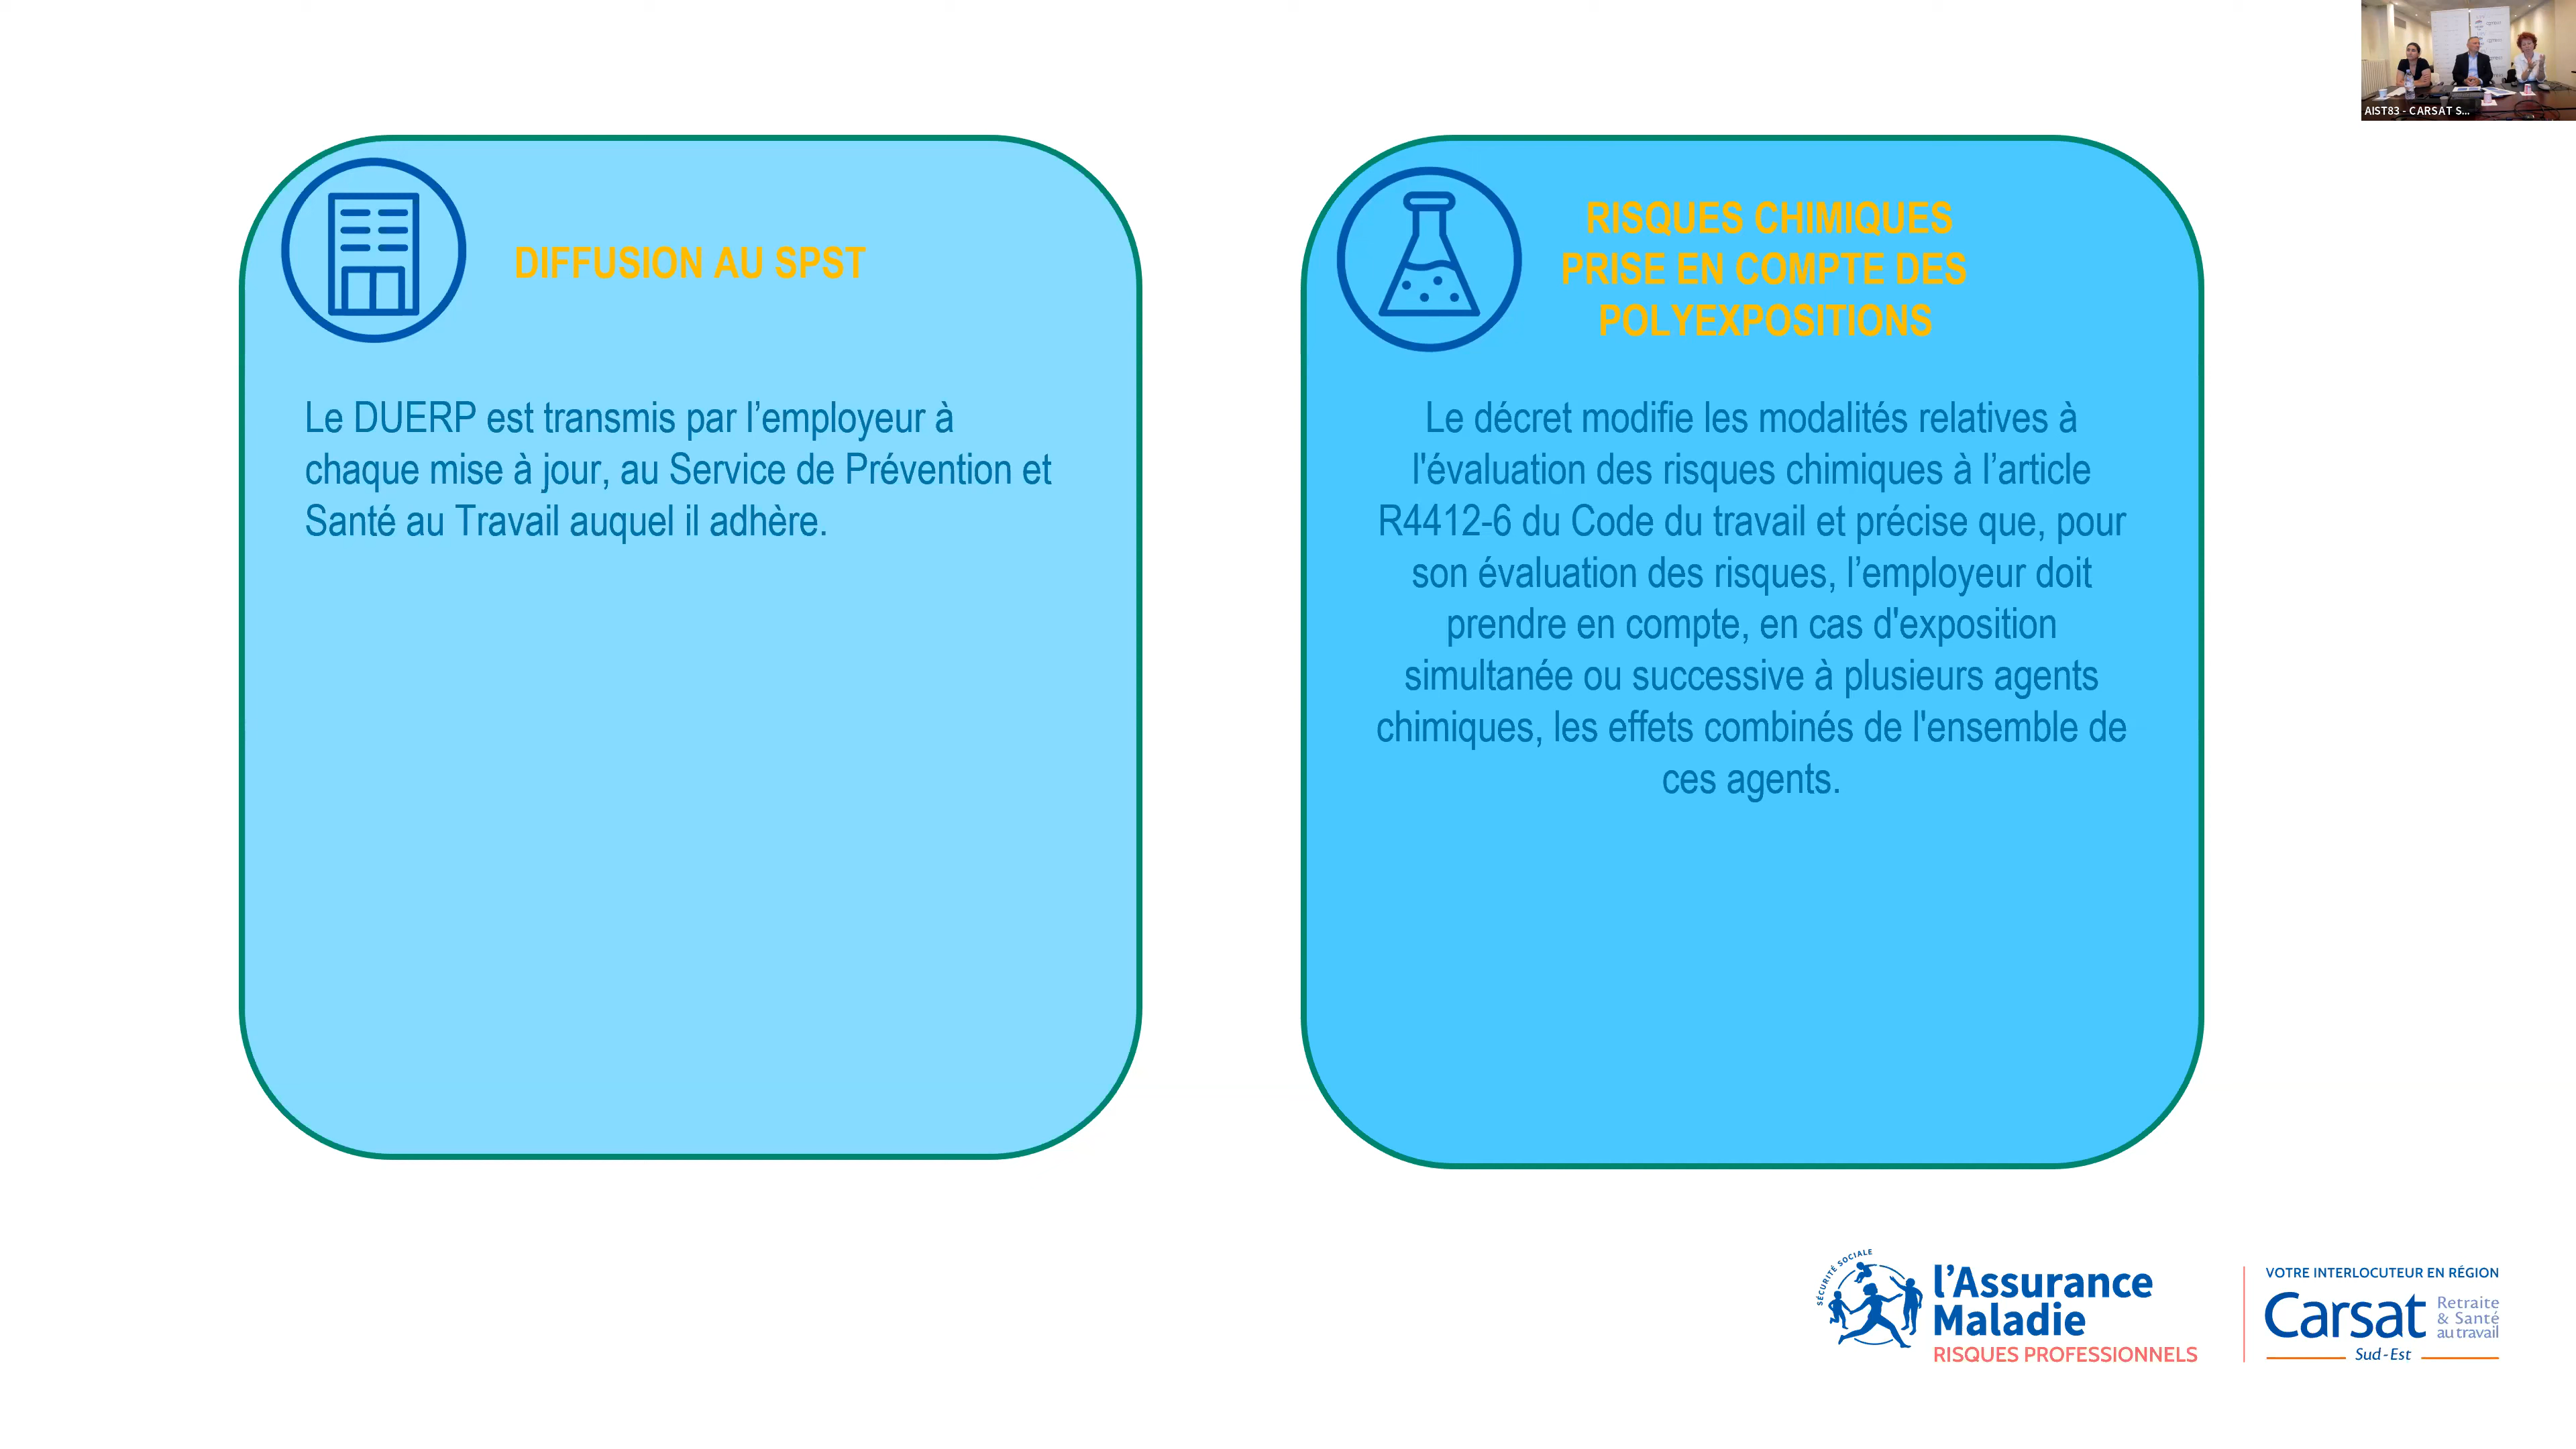 AIST83 - CARSAT S...
DIFFUSION AU SPST
Le DUERP est transmis par l’employeur à
chaque mise à jour, au Service de Prévention et
Santé au Travail auquel il adhère.
RISQUES CHIMIQUES
PRISE EN COMPTE DES
POLYEXPOSITIONS
Le décret modifie les modalités relatives à
l'évaluation des risques chimiques à l’article
R4412-6 du Code du travail et précise que, pour
son évaluation des risques, l’employeur doit
prendre en compte, en cas d'exposition
simultanée ou successive à plusieurs agents
chimiques, les effets combinés de l'ensemble de
ces agents.
SÉCURITÉ SOCIALE
l’Assurance
Maladie
RISQUES PROFESSIONNELS
VOTRE INTERLOCUTEUR EN RÉGION
Carsat
Retraite
& Santé
au travail
Sud-Est